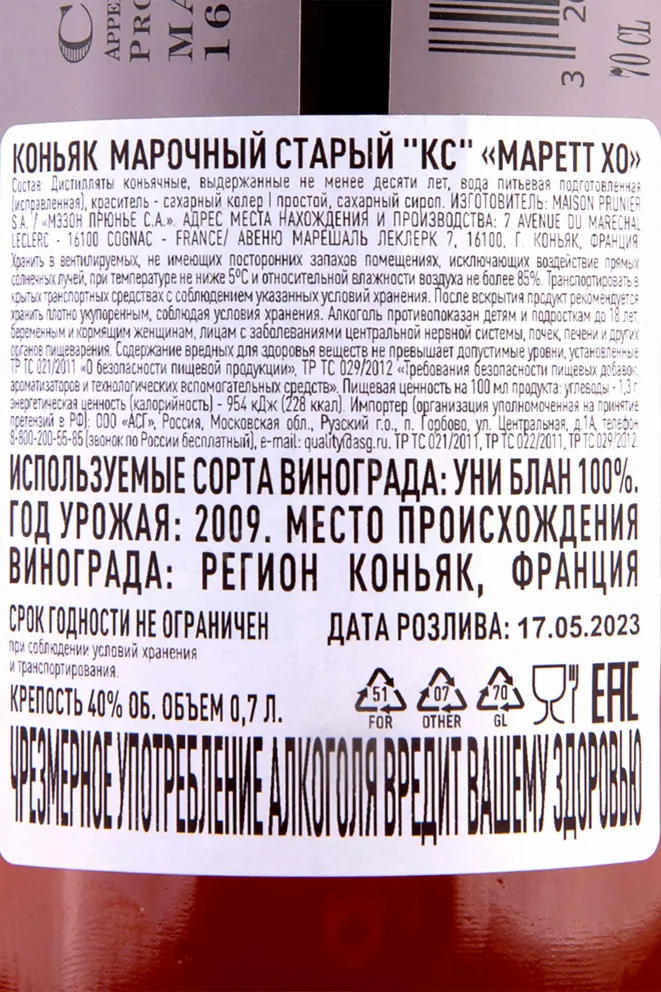 C
APPE
PRO
MA
16
3 20
70 CL
КОНЬЯК МАРОЧНЫЙ СТАРЫЙ "КС" «МАРЕТТ ХО»
Состав: Дистилляты коньячные, выдержанные не менее десяти лет, вода питьевая подготовленная
(исправленная), краситель - сахарный колер I простой, сахарный сироп. ИЗГОТОВИТЕЛЬ: MAISON PRUNIER
S.A. / «МЭЗОН ПРЮНЬЕ С.А.». АДРЕС МЕСТА НАХОЖДЕНИЯ И ПРОИЗВОДСТВА: 7 AVENUE DU MARECHAL
LECLERC - 16100 COGNAC - FRANCE/ АВЕНЮ МАРЕШАЛЬ ЛЕКЛЕРК 7, 16100, Г. КОНЬЯК, ФРАНЦИЯ
Хранить в вентилируемых, не имеющих посторонних запахов помещениях, исключающих воздействие прямых
солнечных лучей, при температуре не ниже 5°С и относительной влажности воздуха не более 85%. Транспортировать в
крытых транспортных средствах с соблюдением указанных условий хранения. После вскрытия продукт рекомендуется
хранить плотно укупоренным, соблюдая условия хранения. Алкоголь противопоказан детям и подросткам до 18 лет,
беременным и кормящим женщинам, лицам с заболеваниями центральной нервной системы, почек, печени и других
органов пищеварения. Содержание вредных для здоровья веществ не превышает допустимые уровни, установленные
ТР ТС 021/2011 «О безопасности пищевой продукции», ТР ТС 029/2012 «Требования безопасности пищевых добавок,
ароматизаторов и технологических вспомогательных средств». Пищевая ценность на 100 мл продукта: углеводы - 1,3 г,
энергетическая ценность (калорийность) - 954 кДж (228 ккал). Импортер (организация уполномоченная на принятие
претензий в РФ): ООО «АСГ», Россия, Московская обл., Рузский г.о., п. Горбово, ул. Центральная, д.1А, телефон
8-800-200-55-85 (звонок по России бесплатный), e-mail: quality@asg.ru. ТР ТС 021/2011, ТР ТС 022/2011, ТР ТС 029/2012
ИСПОЛЬЗУЕМЫЕ СОРТА ВИНОГРАДА: УНИ БЛАН 100%.
ГОД УРОЖАЯ: 2009. МЕСТО ПРОИСХОЖДЕНИЯ
ВИНОГРАДА: РЕГИОН КОНЬЯК, ФРАНЦИЯ
СРОК ГОДНОСТИ НЕ ОГРАНИЧЕН
при соблюдении условий хранения
и транспортирования.
ДАТА РОЗЛИВА: 17.05.2023
КРЕПОСТЬ 40% ОБ. ОБЪЕМ 0,7 Л.
51
FOR
07
OTHER
70
GL
EAC
ЧРЕЗМЕРНОЕ УПОТРЕБЛЕНИЕ АЛКОГОЛЯ ВРЕДИТ ВАШЕМУ ЗДОРОВЬЮ